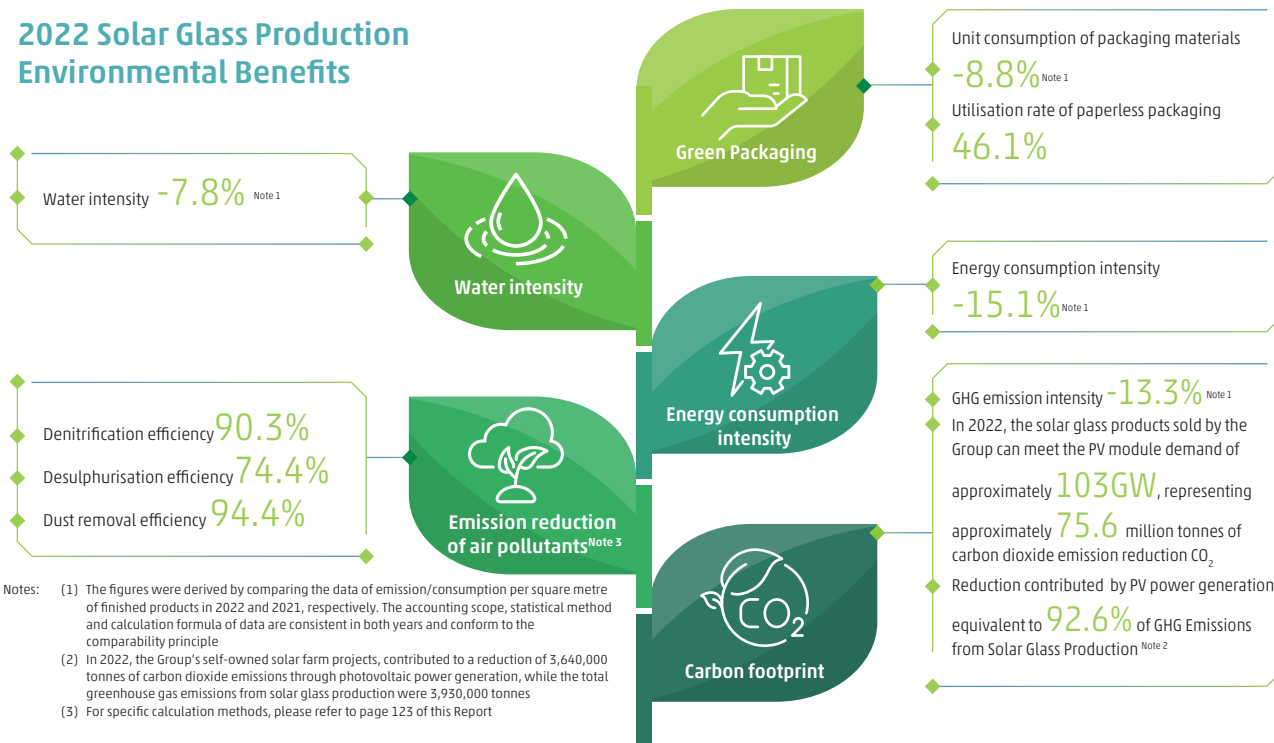 2022 Solar Glass Production
Environmental Benefits
Water intensity -7.8% Note 1
Water intensity
Denitrification efficiency 90.3%
Desulphurisation efficiency 74.4%
Dust removal efficiency 94.4%
Emission reduction
of air pollutants Note 3
Green Packaging
Unit consumption of packaging materials
-8.8% Note 1
Utilisation rate of paperless packaging
46.1%
Energy consumption
intensity
Energy consumption intensity
-15.1% Note 1
CO2
Carbon footprint
GHG emission intensity -13.3% Note 1
In 2022, the solar glass products sold by the
Group can meet the PV module demand of
approximately 103GW, representing
approximately 75.6 million tonnes of
carbon dioxide emission reduction CO2
Reduction contributed by PV power generation
equivalent to 92.6% of GHG Emissions
from Solar Glass Production Note 2
Notes: (1) The figures were derived by comparing the data of emission/consumption per square metre
of finished products in 2022 and 2021, respectively. The accounting scope, statistical method
and calculation formula of data are consistent in both years and conform to the
comparability principle
(2) In 2022, the Group's self-owned solar farm projects, contributed to a reduction of 3,640,000
tonnes of carbon dioxide emissions through photovoltaic power generation, while the total
greenhouse gas emissions from solar glass production were 3,930,000 tonnes
(3) For specific calculation methods, please refer to page 123 of this Report